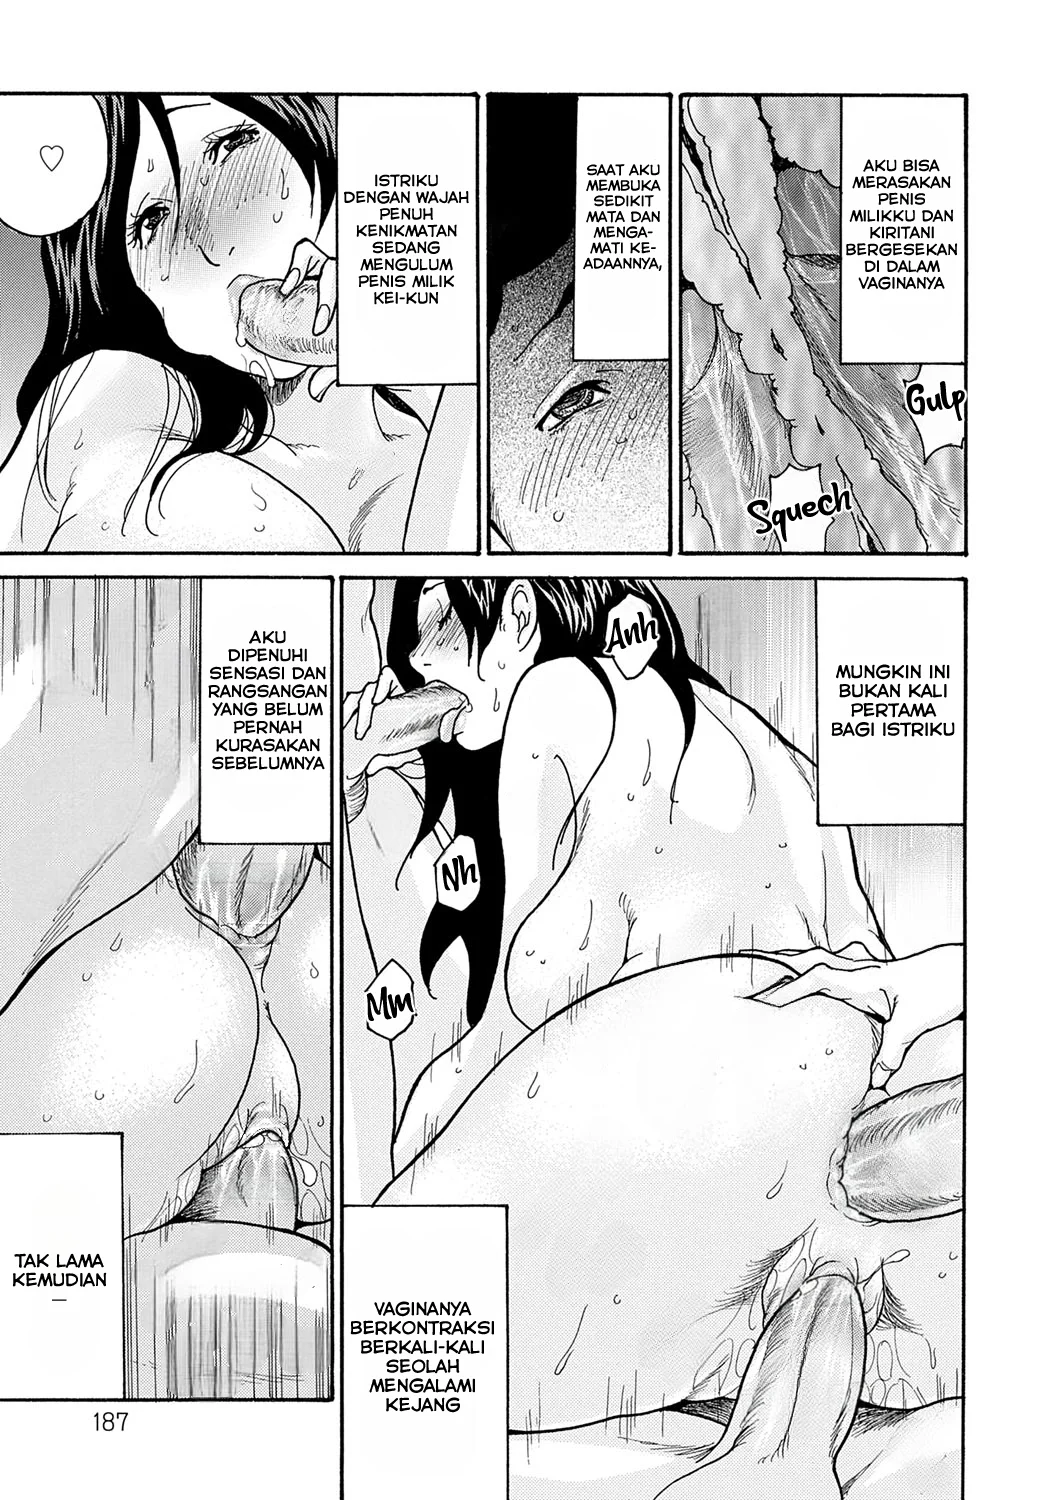 AKU BISA
MERASAKAN
PENIS
MILIKKU DAN
KIRITANI
BERGESEKAN
DI DALAM
VAGINANYA
Gulp
Squech
SAAT AKU
MEMBUKA
SEDIKIT
MATA DAN
MENGA-
MATI KE-
ADAANNYA,
ISTRIKU
DENGAN WAJAH
PENUH
KENIKMATAN
SEDANG
MENGULUM
PENIS MILIK
KEI-KUN
♡
MUNGKIN INI
BUKAN KALI
PERTAMA
BAGI ISTRIKU
Anh
Nh
Mm
VAGINANYA
BERKONTRAKSI
BERKALI-KALI
SEOLAH
MENGALAMI
KEJANG
AKU
DIPENUHI
SENSASI DAN
RANGSANGAN
YANG BELUM
PERNAH
KURASAKAN
SEBELUMNYA
TAK LAMA
KEMUDIAN
—
187